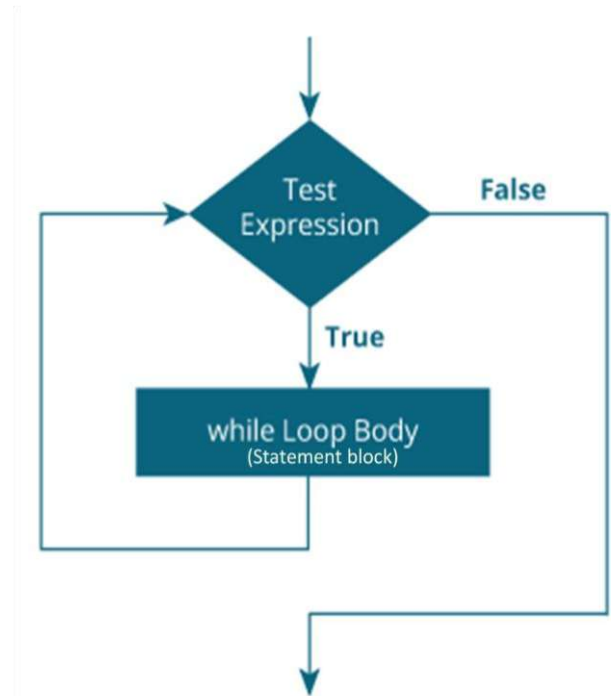 Test
Expression
False
True
while Loop Body
(Statement block)